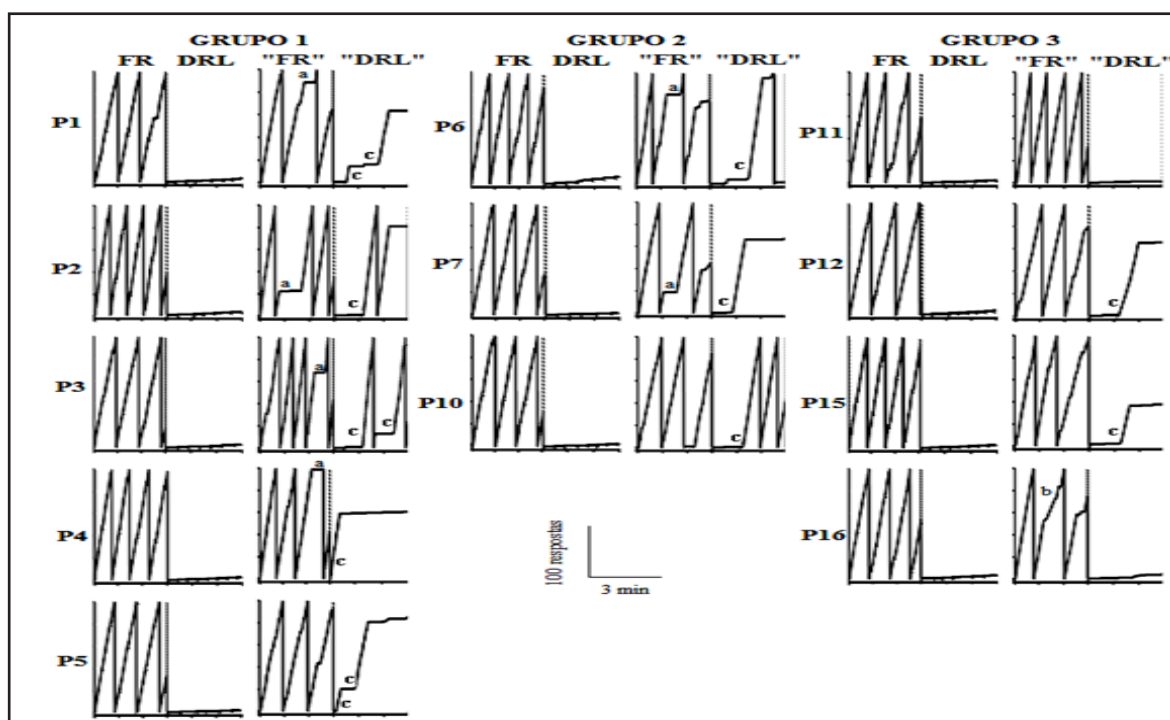 GRUPO 1 GRUPO 2 GRUPO 3
FR DRL "FR" "DRL" FR DRL "FR" "DRL" FR DRL "FR" "DRL"
P1 a c c P6 a c P11
P2 a c P7 a c P12 c
P3 a c c P10 c P15 c
P4 a c P16 b
100 respostas
3 min
P5 c c